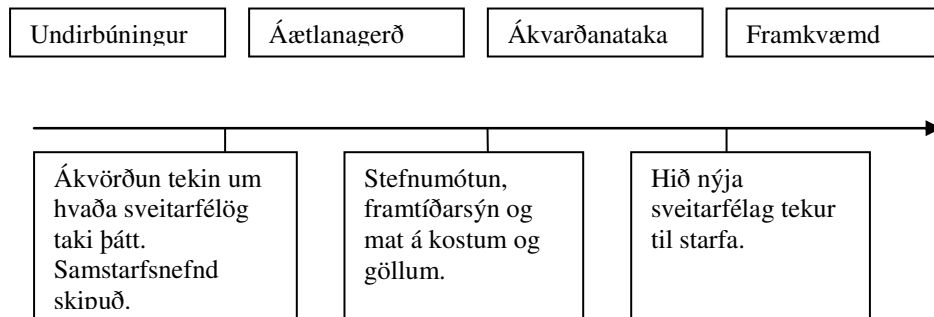 Undirbúningur
Áætlanagerð
Ákvarðanataka
Framkvæmd
Ákvörðun tekin um
hvaða sveitarfélög
taki þátt.
Samstarfsnefnd
skipuð.
Stefnumótun,
framtíðarsýn og
mat á kostum og
göllum.
Hið nýja
sveitarfélag tekur
til starfa.